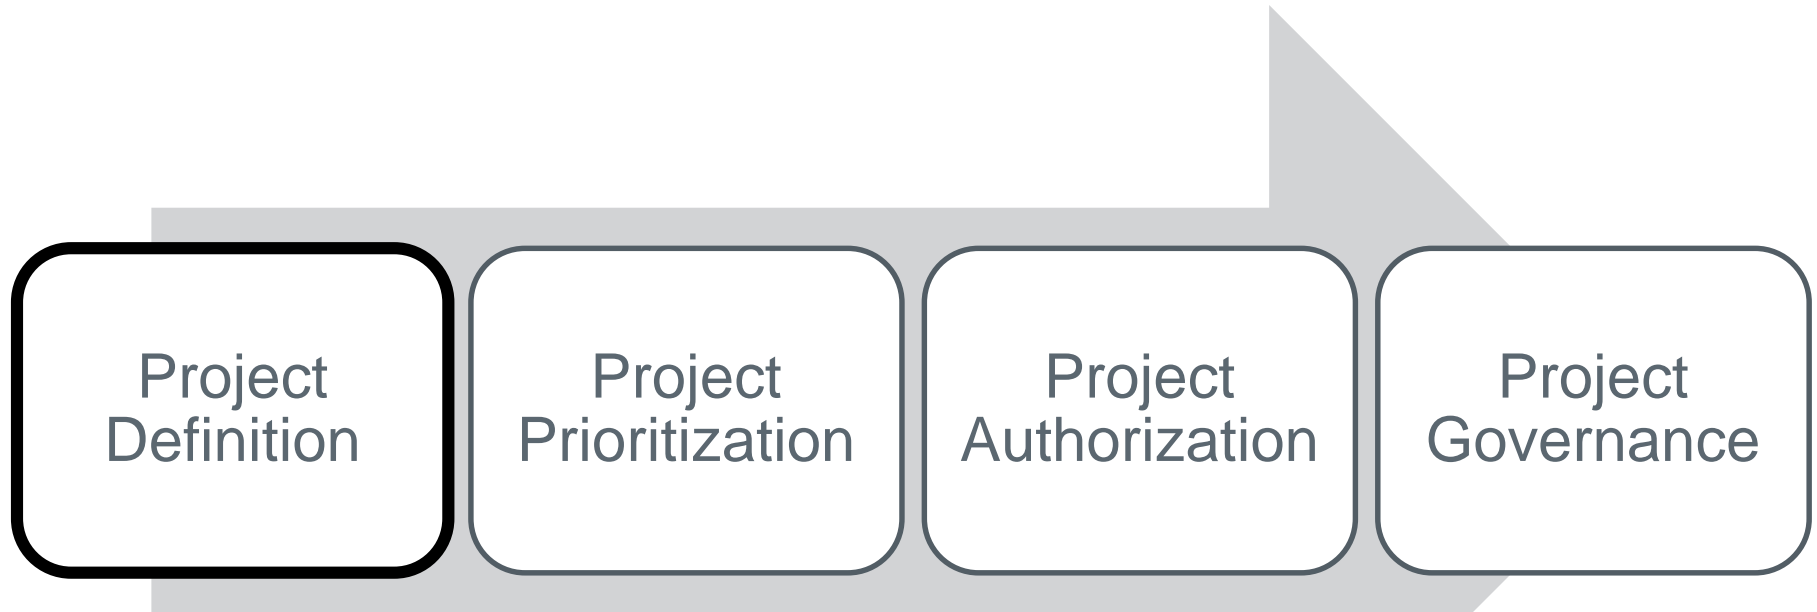 Project
Definition
Project
Prioritization
Project
Authorization
Project
Governance